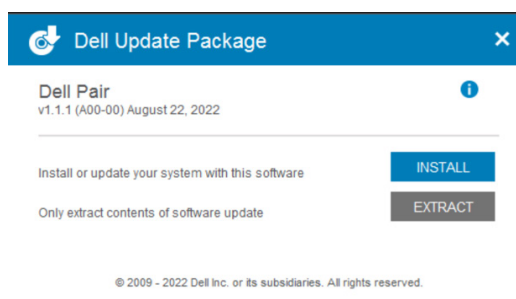 Dell Update Package
Dell Pair
v1.1.1 (A00-00) August 22, 2022
Install or update your system with this software
INSTALL
Only extract contents of software update
EXTRACT
© 2009 - 2022 Dell Inc. or its subsidiaries. All rights reserved.